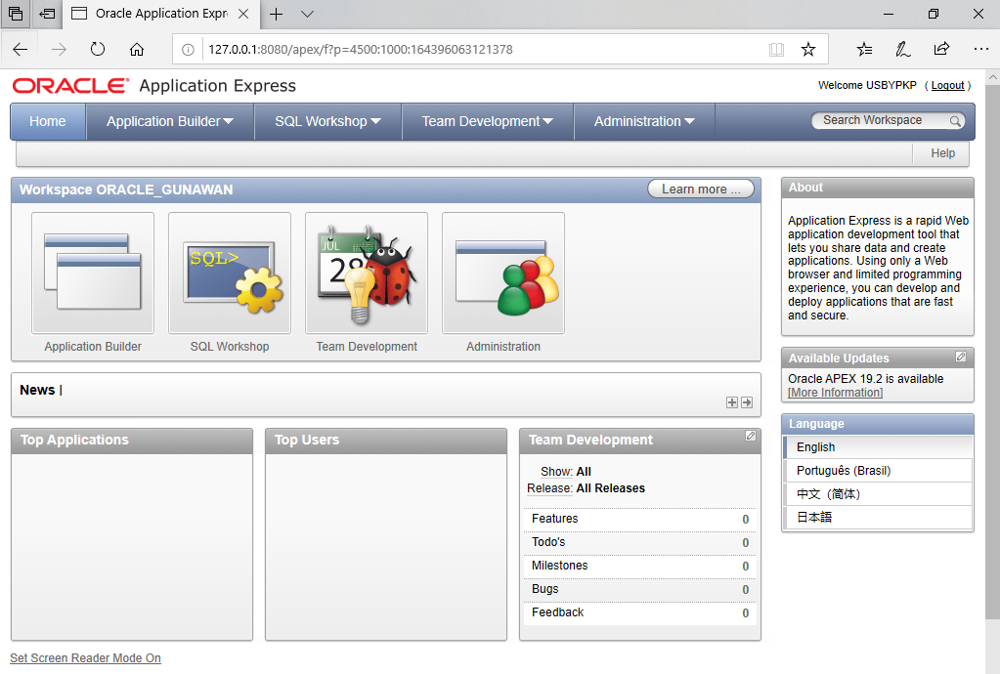 Oracle Application Expr
127.0.0.1:8080/apex/f?p=4500:1000:164396063121378
ORACLE® Application Express
Welcome USBYPKP ( Logout )
Home
Application Builder
SQL Workshop
Team Development
Administration
Search Workspace
Help
Workspace ORACLE_GUNAWAN
Learn more ...
SQL>
JUL
28
Application Builder
SQL Workshop
Team Development
Administration
News |
Top Applications
Top Users
Team Development
Show: All
Release: All Releases
Features 0
Todo's 0
Milestones 0
Bugs 0
Feedback 0
About
Application Express is a rapid Web
application development tool that
lets you share data and create
applications. Using only a Web
browser and limited programming
experience, you can develop and
deploy applications that are fast
and secure.
Available Updates
Oracle APEX 19.2 is available
[More Information]
Language
English
Português (Brasil)
中文（简体）
日本語
Set Screen Reader Mode On